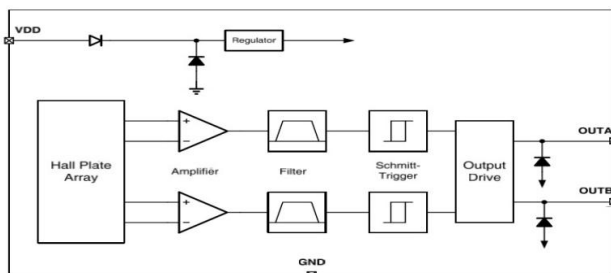 VDD
Regulator
Hall Plate
Array
+
−
Amplifier
Filter
Schmitt-
Trigger
Output
Drive
OUTA
+
−
OUTB
GND